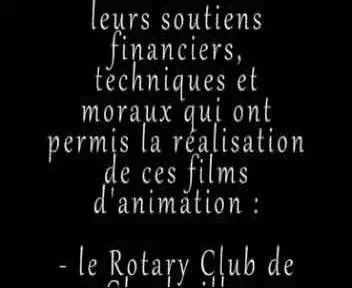 leurs soutiens
financiers,
techniques et
moraux qui ont
permis la réalisation
de ces films
d'animation :
- le Rotary Club de